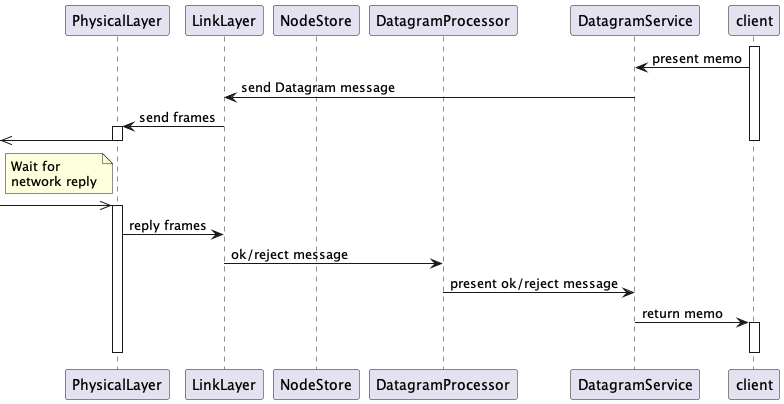 PhysicalLayer LinkLayer NodeStore DatagramProcessor DatagramService client
present memo
send Datagram message
send frames
Wait for
network reply
reply frames
ok/reject message
present ok/reject message
return memo
PhysicalLayer LinkLayer NodeStore DatagramProcessor DatagramService client